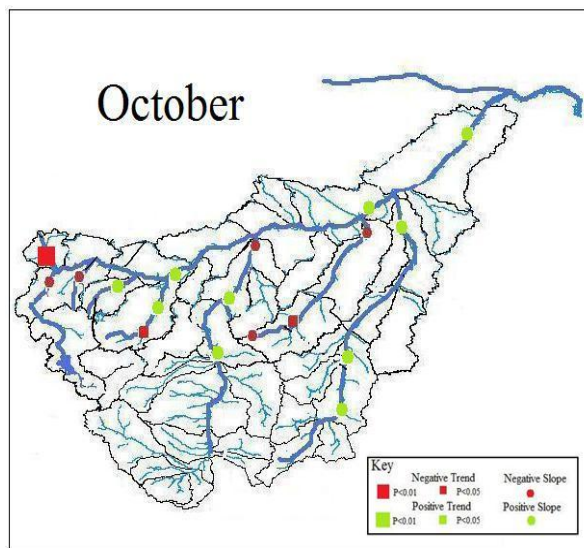 October
Key
Negative Trend Negative Slope
P<0.01 P<0.05
Positive Trend Positive Slope
P<0.01 P<0.05